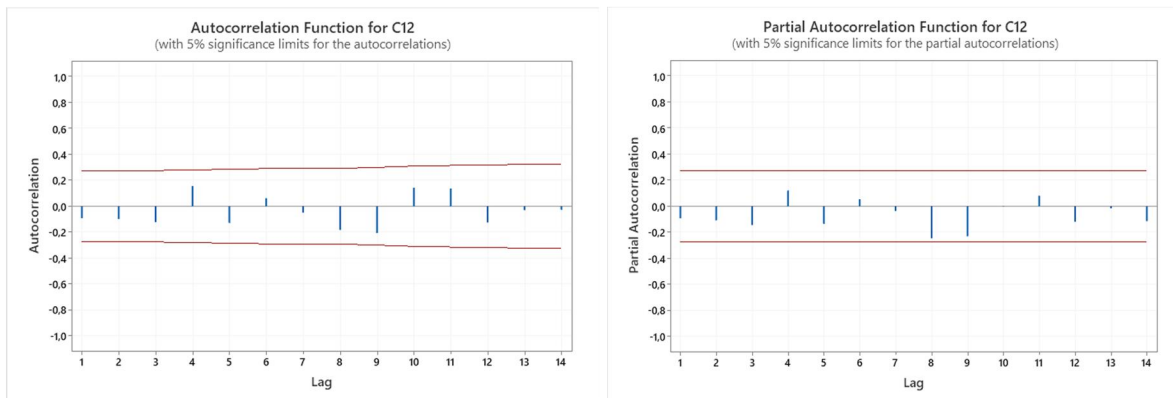 Autocorrelation Function for C12
(with 5% significance limits for the autocorrelations)
1,0
0,8
0,6
0,4
0,2
0,0
-0,2
-0,4
-0,6
-0,8
-1,0
Autocorrelation
1 2 3 4 5 6 7 8 9 10 11 12 13 14
Lag
Partial Autocorrelation Function for C12
(with 5% significance limits for the partial autocorrelations)
1,0
0,8
0,6
0,4
0,2
0,0
-0,2
-0,4
-0,6
-0,8
-1,0
Partial Autocorrelation
1 2 3 4 5 6 7 8 9 10 11 12 13 14
Lag